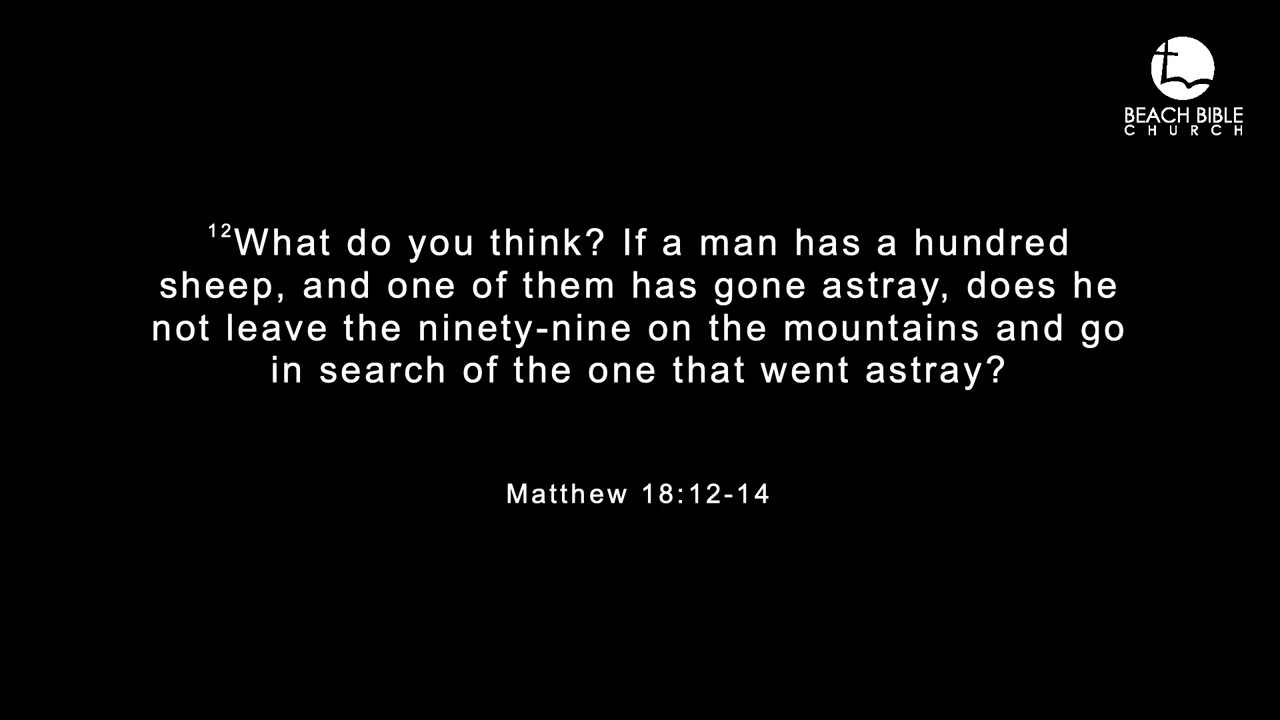 BEACH BIBLE
CHURCH
¹²What do you think? If a man has a hundred
sheep, and one of them has gone astray, does he
not leave the ninety-nine on the mountains and go
in search of the one that went astray?
Matthew 18:12-14